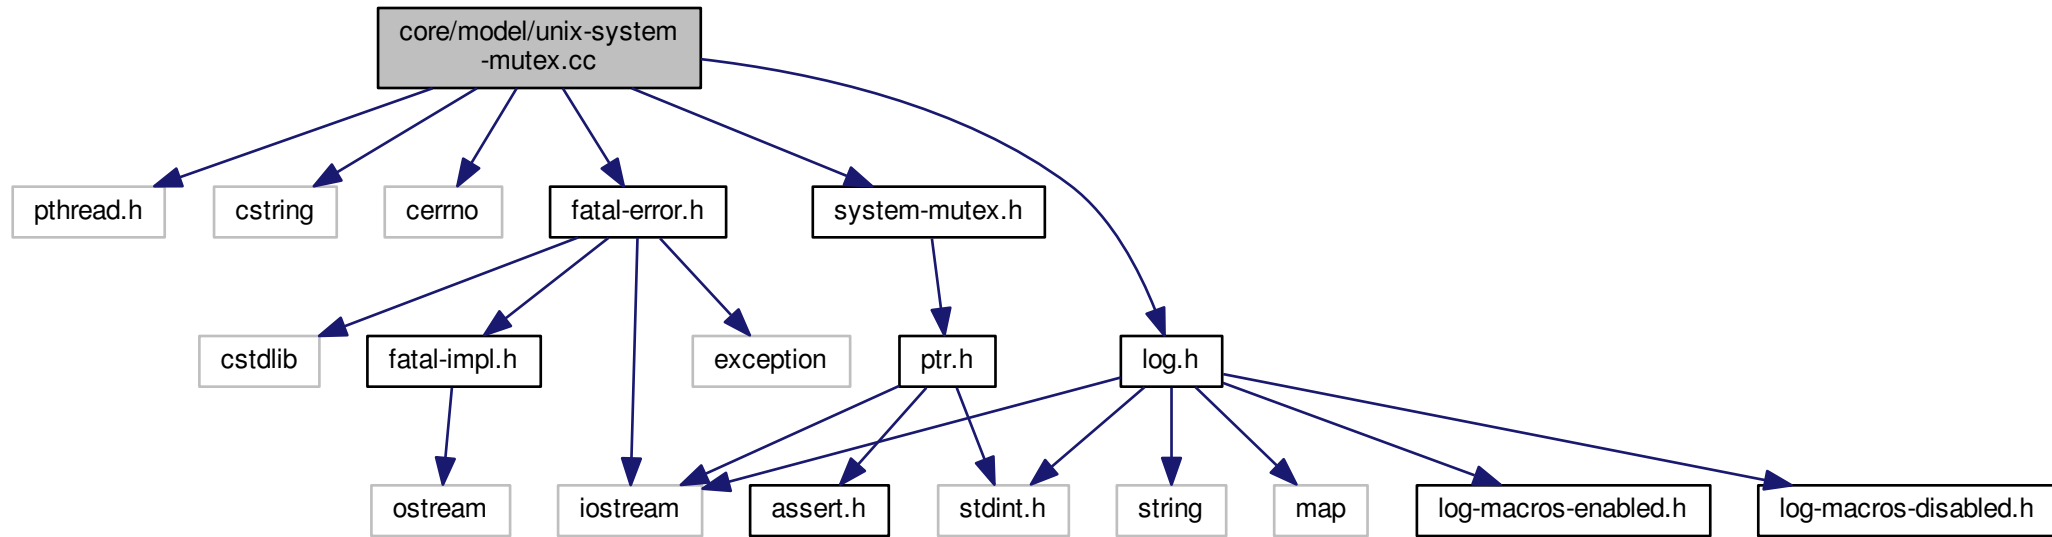 core/model/unix-system
-mutex.cc
pthread.h
cstring
cerrno
fatal-error.h
system-mutex.h
cstdlib
fatal-impl.h
exception
ptr.h
log.h
ostream
iostream
assert.h
stdint.h
string
map
log-macros-enabled.h
log-macros-disabled.h